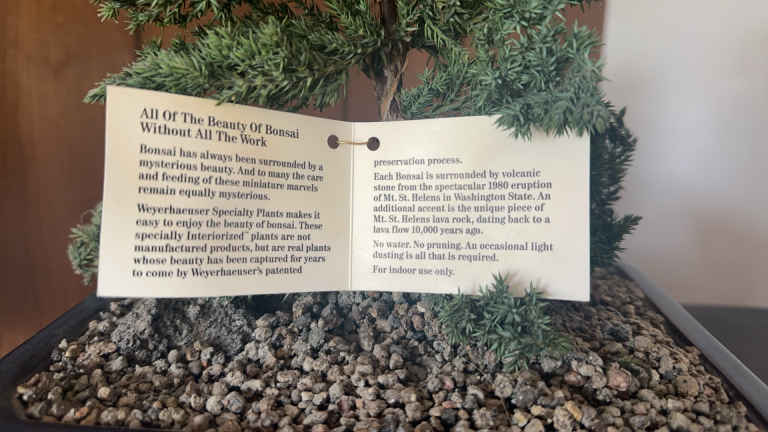 All Of The Beauty Of Bonsai
Without All The Work
Bonsai has always been surrounded by a
mysterious beauty. And to many the care
and feeding of these miniature marvels
remain equally mysterious.
Weyerhaeuser Specialty Plants makes it
easy to enjoy the beauty of bonsai. These
specially Interiorized™ plants are not
manufactured products, but are real plants
whose beauty has been captured for years
to come by Weyerhaeuser's patented
preservation process.
Each Bonsai is surrounded by volcanic
stone from the spectacular 1980 eruption
of Mt. St. Helens in Washington State. An
additional accent is the unique piece of
Mt. St. Helens lava rock, dating back to a
lava flow 10,000 years ago.
No water. No pruning. An occasional light
dusting is all that is required.
For indoor use only.